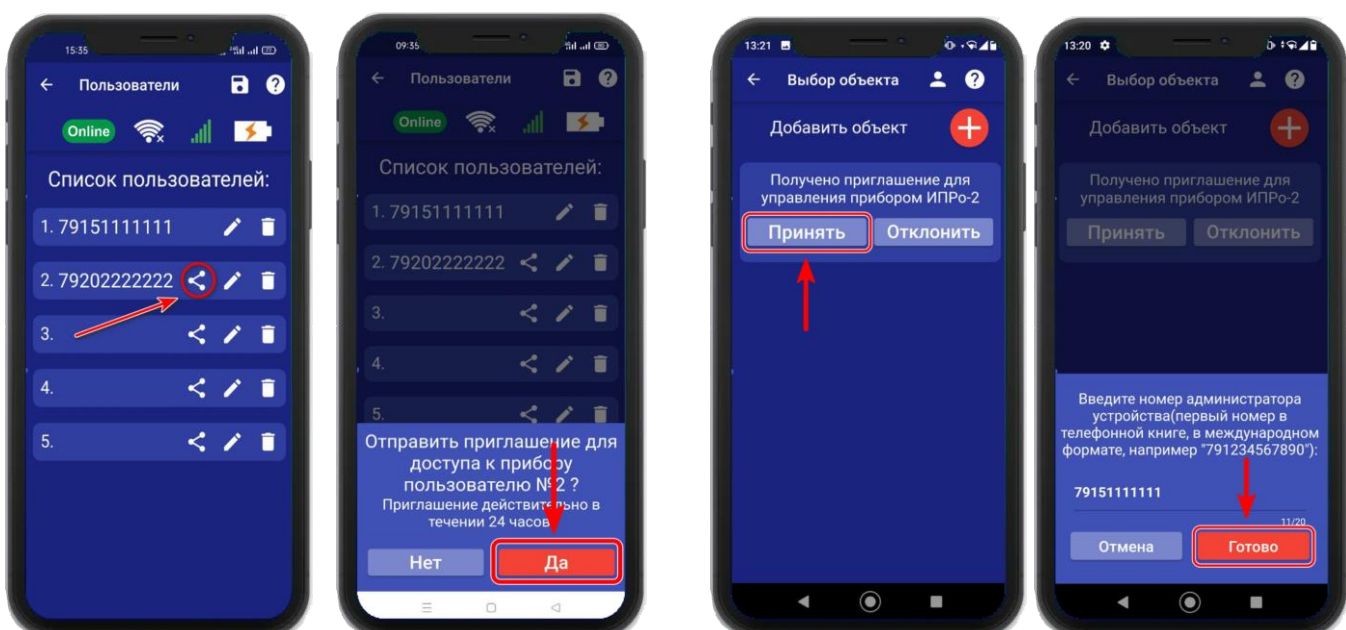 15:35
Пользователи
Online
Список пользователей:
1. 79151111111
2. 79202222222
3.
4.
5.
09:35
Пользователи
Online
Список пользователей:
1. 79151111111
2. 79202222222
3.
4.
5.
Отправить приглашение для
доступа к прибору
пользователю №2 ?
Приглашение действительно в
течении 24 часов
Нет Да
13:21
Выбор объекта
Добавить объект
Получено приглашение для
управления прибором ИПРо-2
Принять Отклонить
13:20
Выбор объекта
Добавить объект
Получено приглашение для
управления прибором ИПРо-2
Принять Отклонить
Введите номер администратора
устройства(первый номер в
телефонной книге, в международном
формате, например "791234567890"):
79151111111
11/20
Отмена Готово